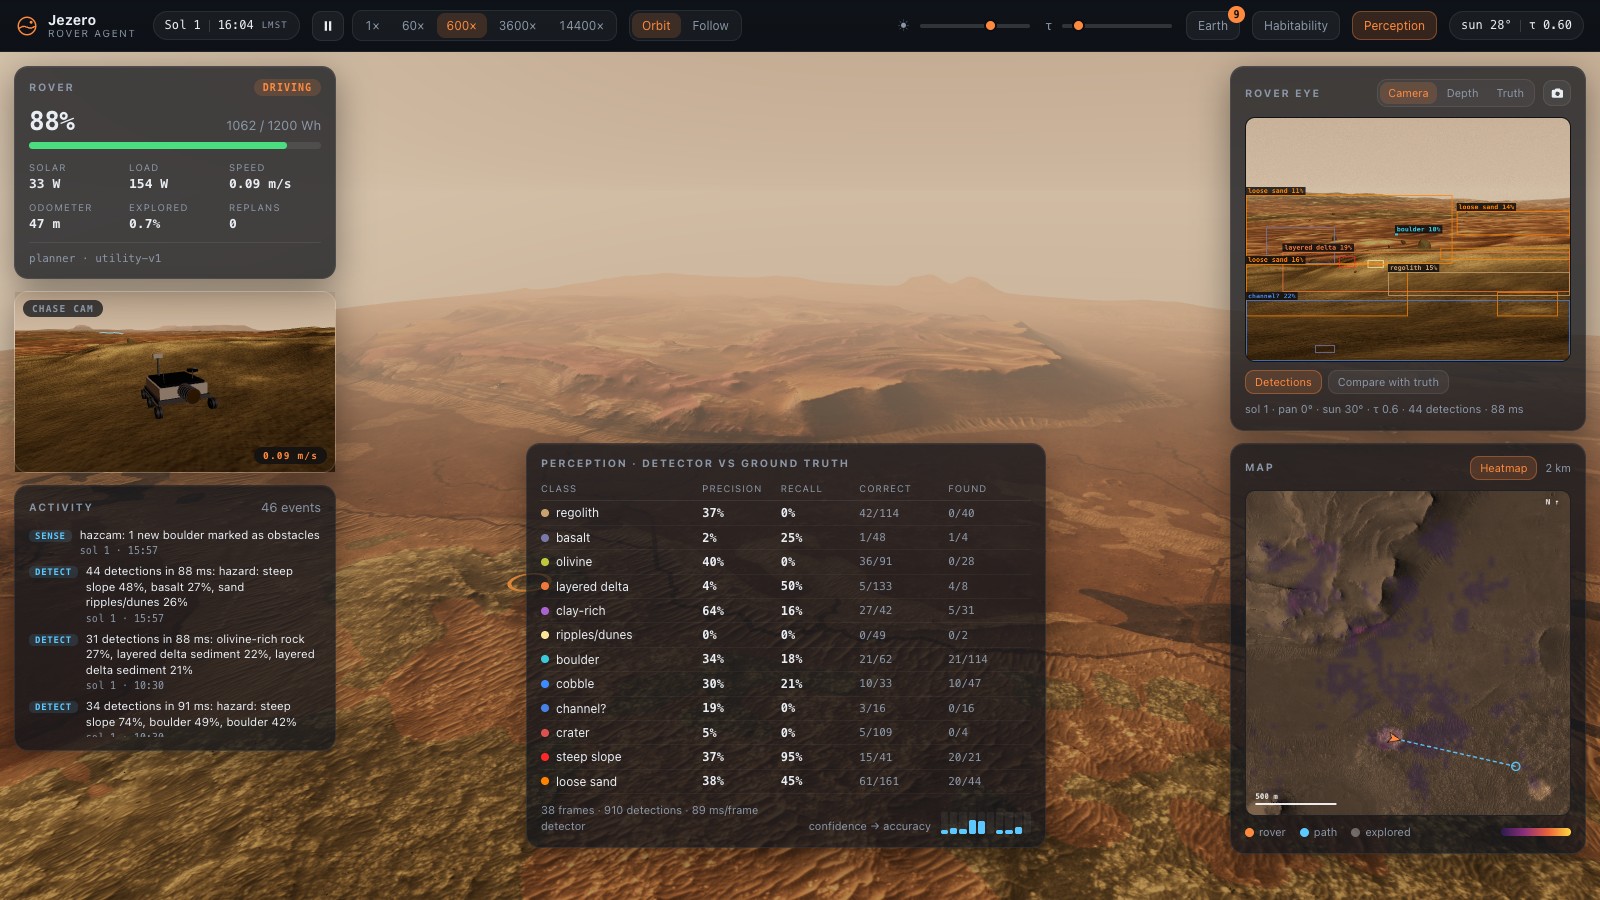 Jezero
ROVER AGENT
Sol 1 | 16:04 LMST
1× 60× 600× 3600× 14400×
Orbit Follow
τ
Earth 9
Habitability
Perception
sun 28° | τ 0.60
ROVER DRIVING
88% 1062 / 1200 Wh
SOLAR LOAD SPEED
33 W 154 W 0.09 m/s
ODOMETER EXPLORED REPLANS
47 m 0.7% 0
planner · utility-v1
CHASE CAM
0.09 m/s
ACTIVITY 46 events
SENSE hazcam: 1 new boulder marked as obstacles
sol 1 · 15:57
DETECT 44 detections in 88 ms: hazard: steep
slope 48%, basalt 27%, sand
ripples/dunes 26%
sol 1 · 15:57
DETECT 31 detections in 88 ms: olivine-rich rock
27%, layered delta sediment 22%, layered
delta sediment 21%
sol 1 · 10:30
DETECT 34 detections in 91 ms: hazard: steep
slope 74%, boulder 49%, boulder 42%
sol 1 · 10:30
PERCEPTION · DETECTOR VS GROUND TRUTH
CLASS PRECISION RECALL CORRECT FOUND
regolith 37% 0% 42/114 0/40
basalt 2% 25% 1/48 1/4
olivine 40% 0% 36/91 0/28
layered delta 4% 50% 5/133 4/8
clay-rich 64% 16% 27/42 5/31
ripples/dunes 0% 0% 0/49 0/2
boulder 34% 18% 21/62 21/114
cobble 30% 21% 10/33 10/47
channel? 19% 0% 3/16 0/16
crater 5% 0% 5/109 0/4
steep slope 37% 95% 15/41 20/21
loose sand 38% 45% 61/161 20/44
38 frames · 910 detections · 89 ms/frame
detector
confidence → accuracy
ROVER EYE Camera Depth Truth
loose sand 11%
loose sand 14%
boulder 10%
layered delta 19%
loose sand 16%
regolith 15%
channel? 22%
Detections Compare with truth
sol 1 · pan 0° · sun 30° · τ 0.6 · 44 detections · 88 ms
MAP Heatmap 2 km
N ↑
500 m
rover path explored